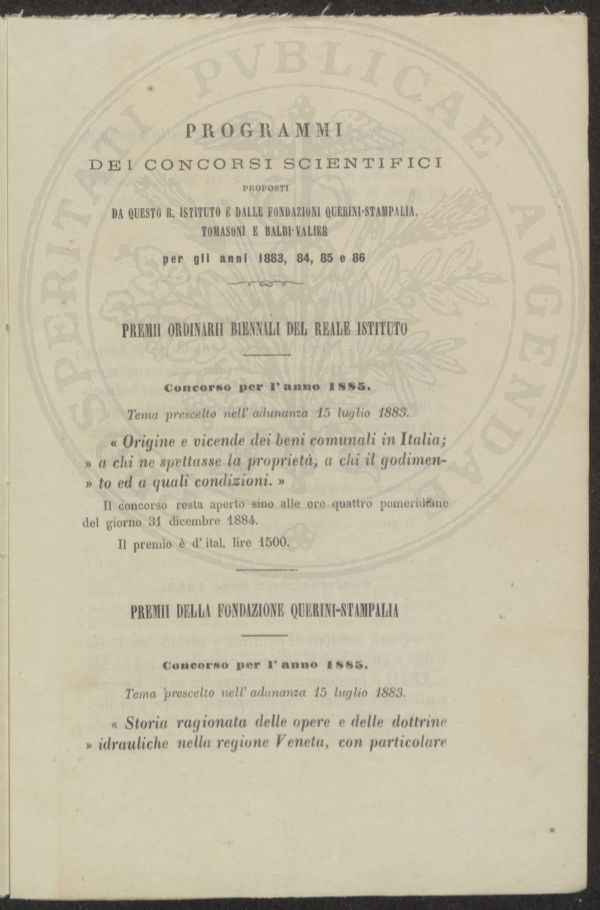 PROSPERITATI PVBLICAE AVGENDAE
PROGRAMMI
DEI CONCORSI SCIENTIFICI
PROPOSTI
DA QUESTO R. ISTITUTO E DALLE FONDAZIONI QUERINI-STAMPALIA,
TOMASONI E BALBI-VALIER
per gli anni 1883, 84, 85 e 86
PREMII ORDINARII BIENNALI DEL REALE ISTITUTO
Concorso per l'anno 1885.
Tema prescelto nell' adunanza 15 luglio 1883.
« Origine e vicende dei beni comunali in Italia;
» a chi ne spettasse la proprietà, a chi il godimen-
» to ed a quali condizioni. »
Il concorso resta aperto sino alle ore quattro pomeridiane
del giorno 31 dicembre 1884.
Il premio è d' ital. lire 1500.
PREMII DELLA FONDAZIONE QUERINI-STAMPALIA
Concorso per l'anno 1885.
Tema prescelto nell' adunanza 15 luglio 1883.
« Storia ragionata delle opere e delle dottrine
» idrauliche nella regione Veneta, con particolare